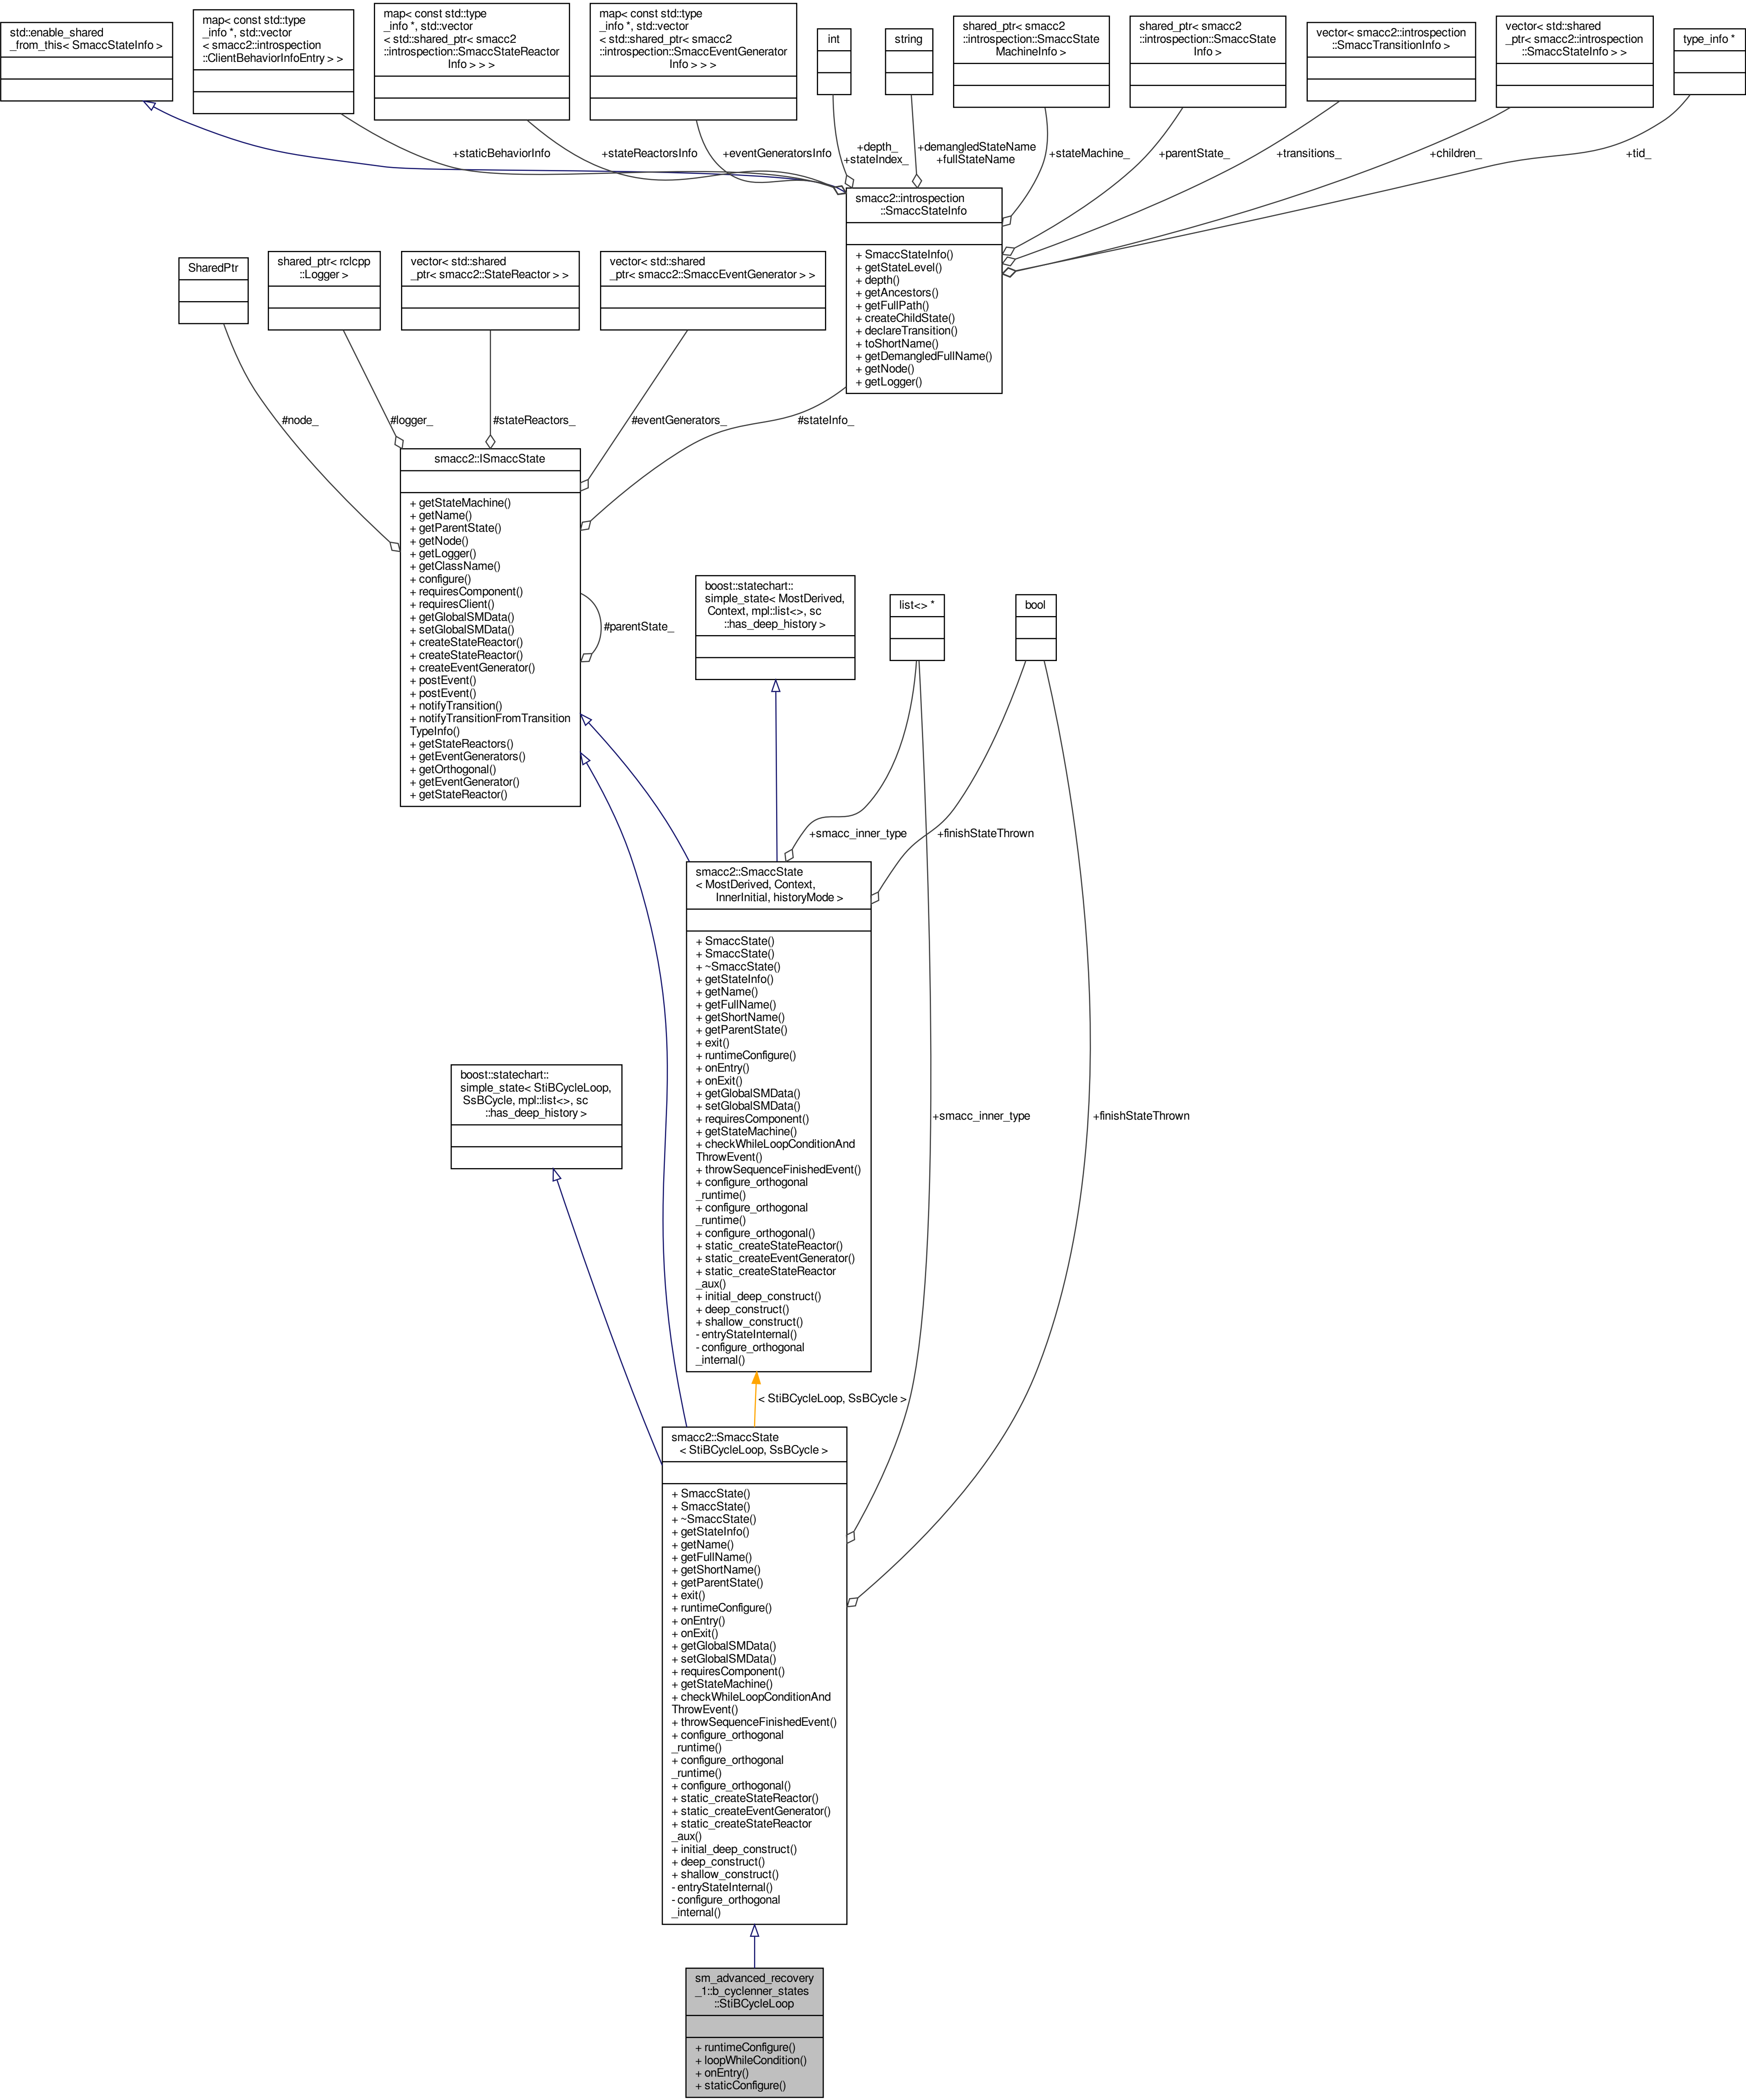 std::enable_shared
_from_this< SmaccStateInfo >
map< const std::type
_info *, std::vector
< smacc2::introspection
::ClientBehaviorInfoEntry > >
map< const std::type
_info *, std::vector
< std::shared_ptr< smacc2
::introspection::SmaccStateReactor
Info > > >
map< const std::type
_info *, std::vector
< std::shared_ptr< smacc2
::introspection::SmaccEventGenerator
Info > > >
int
string
shared_ptr< smacc2
::introspection::SmaccState
MachineInfo >
shared_ptr< smacc2
::introspection::SmaccState
Info >
vector< smacc2::introspection
::SmaccTransitionInfo >
vector< std::shared
_ptr< smacc2::introspection
::SmaccStateInfo > >
type_info *
+staticBehaviorInfo
+stateReactorsInfo
+eventGeneratorsInfo
+depth_
+stateIndex_
+demangledStateName
+fullStateName
+stateMachine_
+parentState_
+transitions_
+children_
+tid_
smacc2::introspection
::SmaccStateInfo
+ SmaccStateInfo()
+ getStateLevel()
+ depth()
+ getAncestors()
+ getFullPath()
+ createChildState()
+ declareTransition()
+ toShortName()
+ getDemangledFullName()
+ getNode()
+ getLogger()
SharedPtr
shared_ptr< rclcpp
::Logger >
vector< std::shared
_ptr< smacc2::StateReactor > >
vector< std::shared
_ptr< smacc2::SmaccEventGenerator > >
#node_
#logger_
#stateReactors_
#eventGenerators_
#stateInfo_
smacc2::ISmaccState
+ getStateMachine()
+ getName()
+ getParentState()
+ getNode()
+ getLogger()
+ getClassName()
+ configure()
+ requiresComponent()
+ requiresClient()
+ getGlobalSMData()
+ setGlobalSMData()
+ createStateReactor()
+ createStateReactor()
+ createEventGenerator()
+ postEvent()
+ postEvent()
+ notifyTransition()
+ notifyTransitionFromTransition
TypeInfo()
+ getStateReactors()
+ getEventGenerators()
+ getOrthogonal()
+ getEventGenerator()
+ getStateReactor()
#parentState_
boost::statechart::
simple_state< MostDerived,
Context, mpl::list<>, sc
::has_deep_history >
list<> *
bool
+smacc_inner_type
+finishStateThrown
smacc2::SmaccState
< MostDerived, Context,
InnerInitial, historyMode >
+ SmaccState()
+ SmaccState()
+ ~SmaccState()
+ getStateInfo()
+ getName()
+ getFullName()
+ getShortName()
+ getParentState()
+ exit()
+ runtimeConfigure()
+ onEntry()
+ onExit()
+ getGlobalSMData()
+ setGlobalSMData()
+ requiresComponent()
+ getStateMachine()
+ checkWhileLoopConditionAnd
ThrowEvent()
+ throwSequenceFinishedEvent()
+ configure_orthogonal
_runtime()
+ configure_orthogonal
_runtime()
+ configure_orthogonal()
+ static_createStateReactor()
+ static_createEventGenerator()
+ static_createStateReactor
_aux()
+ initial_deep_construct()
+ deep_construct()
+ shallow_construct()
- entryStateInternal()
- configure_orthogonal
_internal()
boost::statechart::
simple_state< StiBCycleLoop,
SsBCycle, mpl::list<>, sc
::has_deep_history >
+smacc_inner_type
+finishStateThrown
< StiBCycleLoop, SsBCycle >
smacc2::SmaccState
< StiBCycleLoop, SsBCycle >
+ SmaccState()
+ SmaccState()
+ ~SmaccState()
+ getStateInfo()
+ getName()
+ getFullName()
+ getShortName()
+ getParentState()
+ exit()
+ runtimeConfigure()
+ onEntry()
+ onExit()
+ getGlobalSMData()
+ setGlobalSMData()
+ requiresComponent()
+ getStateMachine()
+ checkWhileLoopConditionAnd
ThrowEvent()
+ throwSequenceFinishedEvent()
+ configure_orthogonal
_runtime()
+ configure_orthogonal
_runtime()
+ configure_orthogonal()
+ static_createStateReactor()
+ static_createEventGenerator()
+ static_createStateReactor
_aux()
+ initial_deep_construct()
+ deep_construct()
+ shallow_construct()
- entryStateInternal()
- configure_orthogonal
_internal()
sm_advanced_recovery
_1::b_cyclenner_states
::StiBCycleLoop
+ runtimeConfigure()
+ loopWhileCondition()
+ onEntry()
+ staticConfigure()